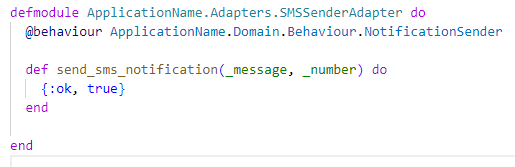 defmodule ApplicationName.Adapters.SMSSenderAdapter do
  @behaviour ApplicationName.Domain.Behaviour.NotificationSender
  def send_sms_notification(_message, _number) do
    {:ok, true}
  end
end